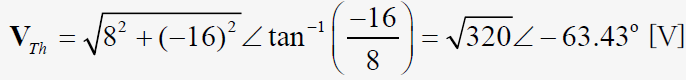 V_Th = √(8² + (−16)²) ∠ tan⁻¹(−16/8) = √320 ∠ − 63.43° [V]